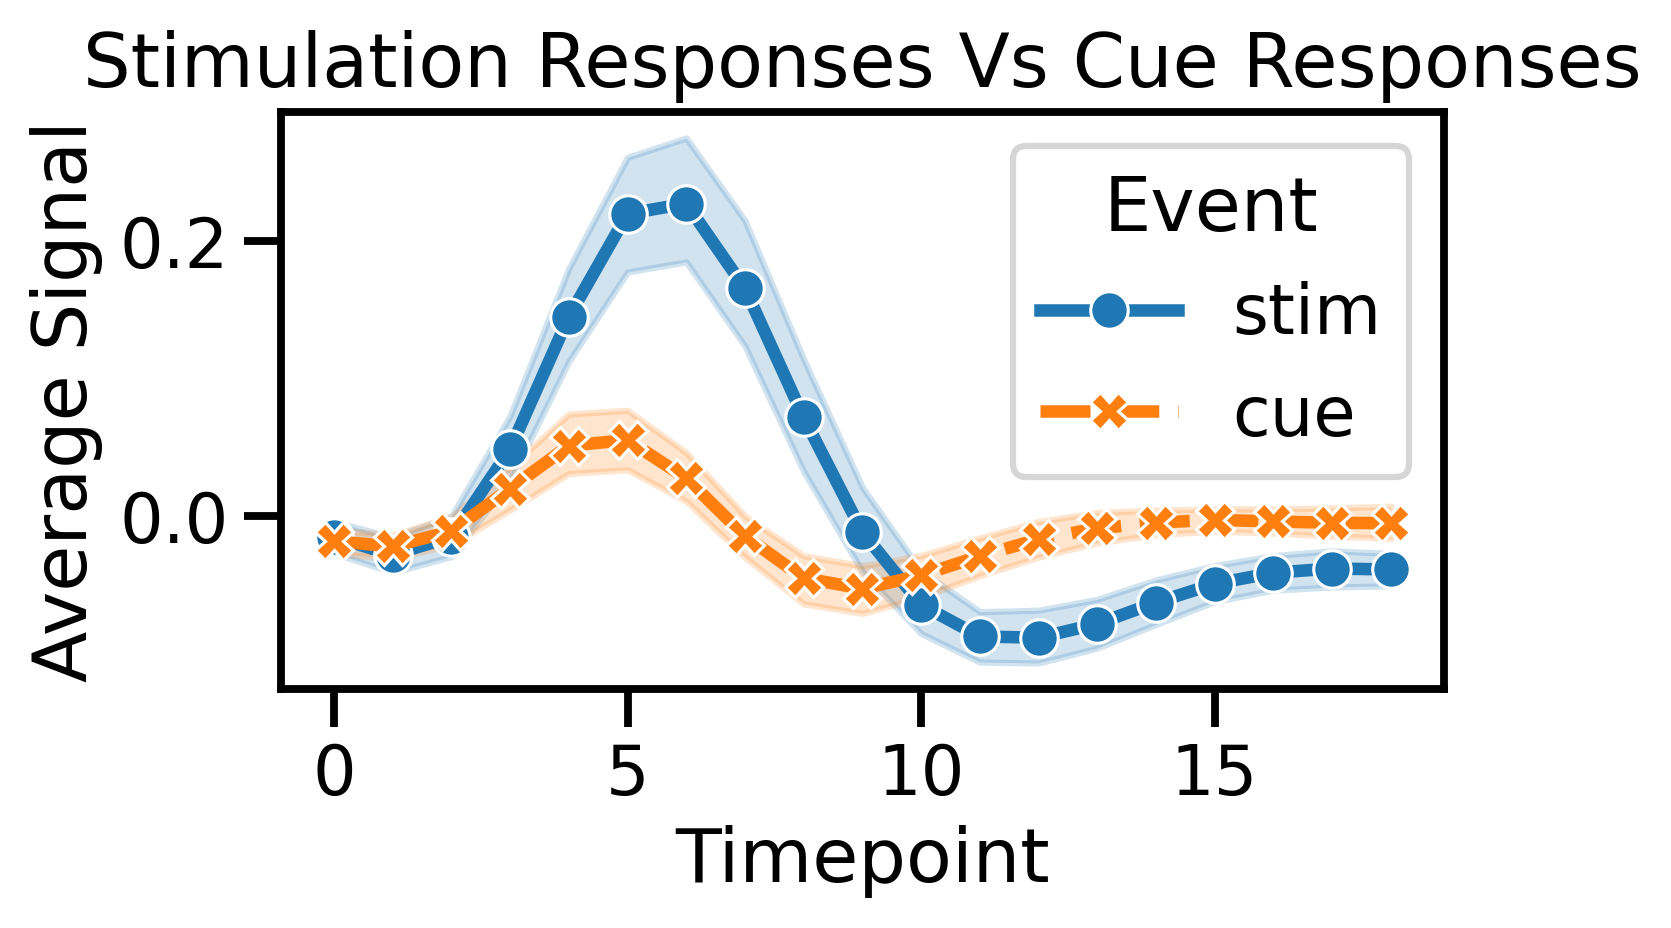 Stimulation Responses Vs Cue Responses
Average Signal
0.2
0.0
Event
stim
cue
0 5 10 15
Timepoint